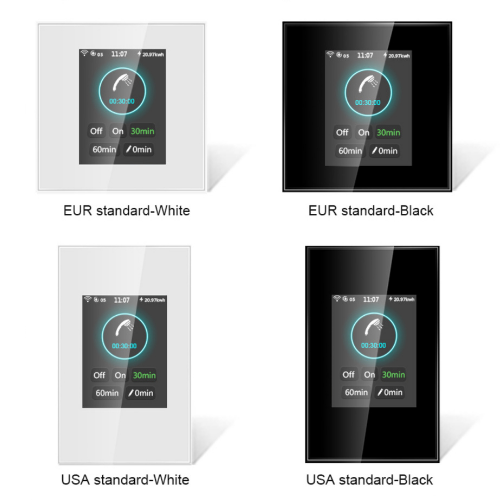 03 11:07 20.97kwh
00:30:00
Off On 30min
60min 0min
EUR standard-White
03 11:07 20.97kwh
00:30:00
Off On 30min
60min 0min
EUR standard-Black
03 11:07 20.97kwh
00:30:00
Off On 30min
60min 0min
USA standard-White
03 11:07 20.97kwh
00:30:00
Off On 30min
60min 0min
USA standard-Black